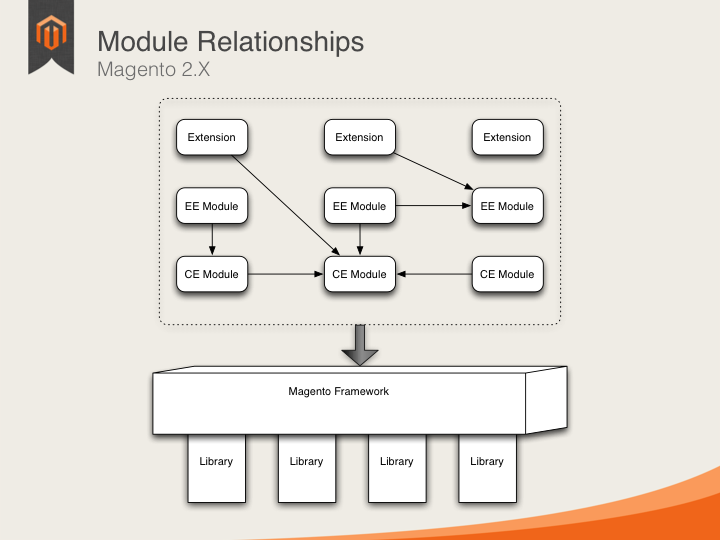 Module Relationships
Magento 2.X
Extension Extension Extension
EE Module EE Module EE Module
CE Module CE Module CE Module
Magento Framework
Library Library Library Library